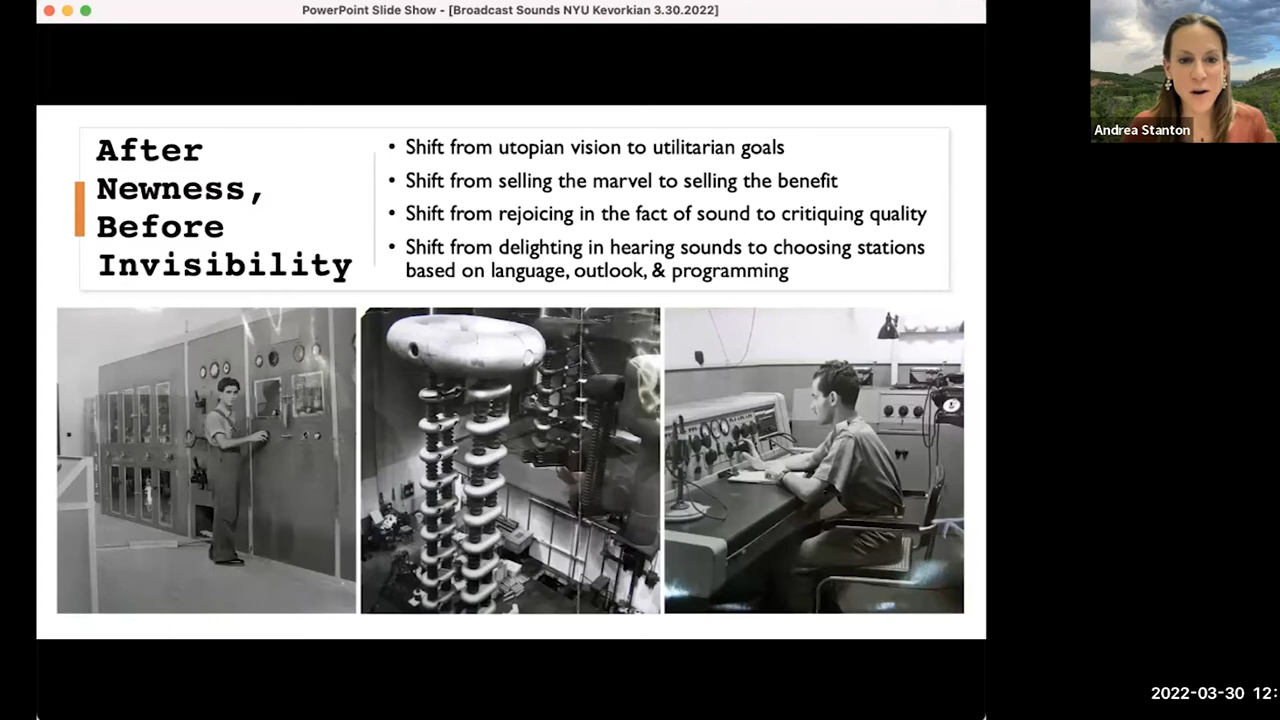 PowerPoint Slide Show - [Broadcast Sounds NYU Kevorkian 3.30.2022]
After
Newness,
Before
Invisibility
• Shift from utopian vision to utilitarian goals
• Shift from selling the marvel to selling the benefit
• Shift from rejoicing in the fact of sound to critiquing quality
• Shift from delighting in hearing sounds to choosing stations
based on language, outlook, & programming
Andrea Stanton
2022-03-30 12: